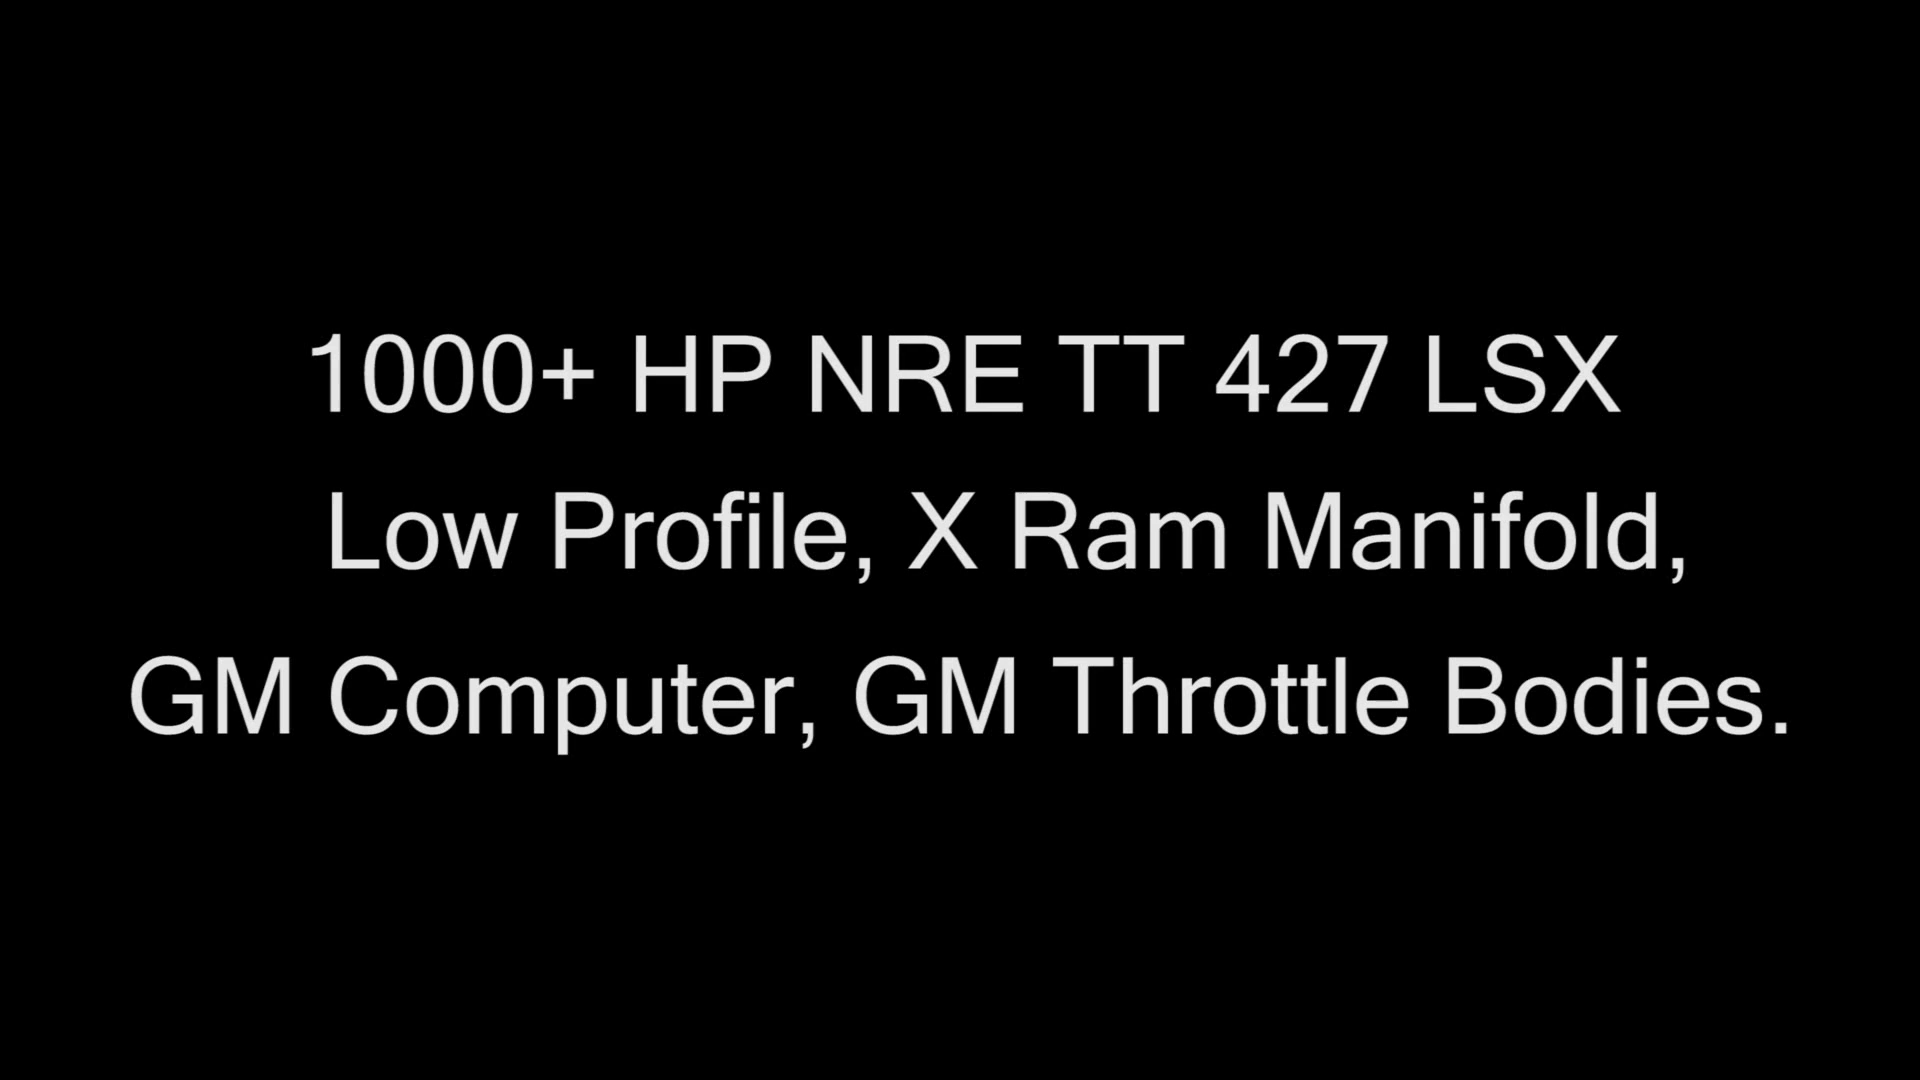 1000+ HP NRE TT 427 LSX
Low Profile, X Ram Manifold,
GM Computer, GM Throttle Bodies.